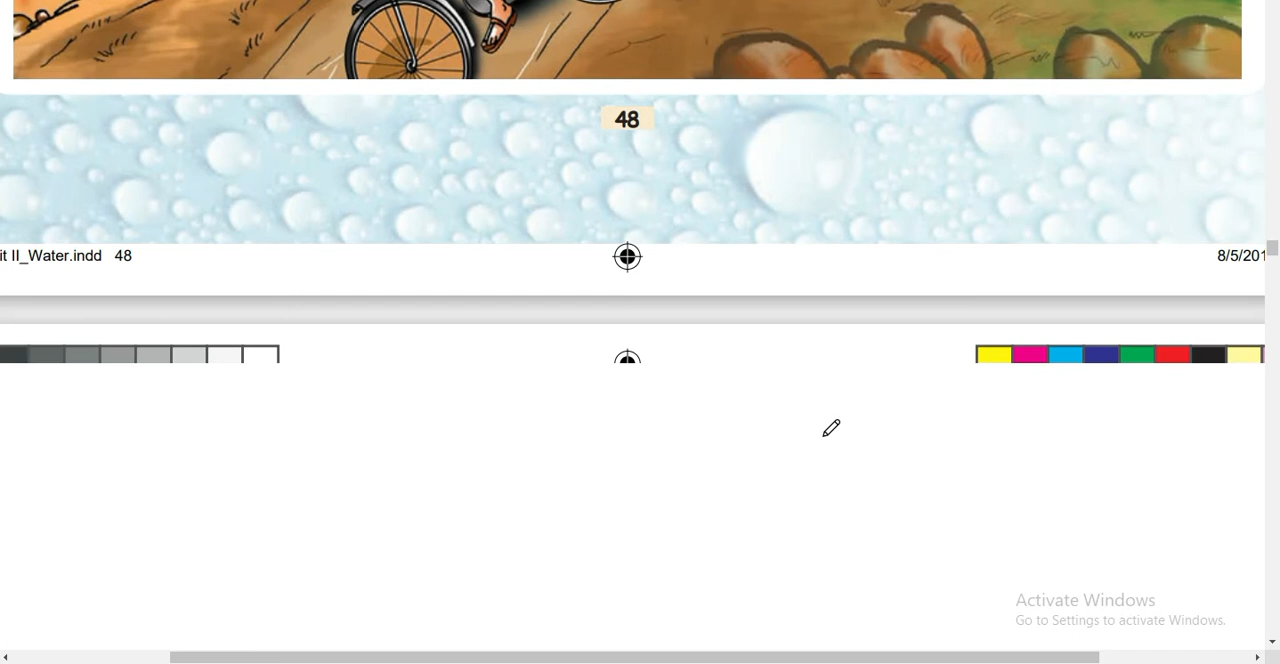 48
it II_Water.indd 48
8/5/201
Activate Windows
Go to Settings to activate Windows.